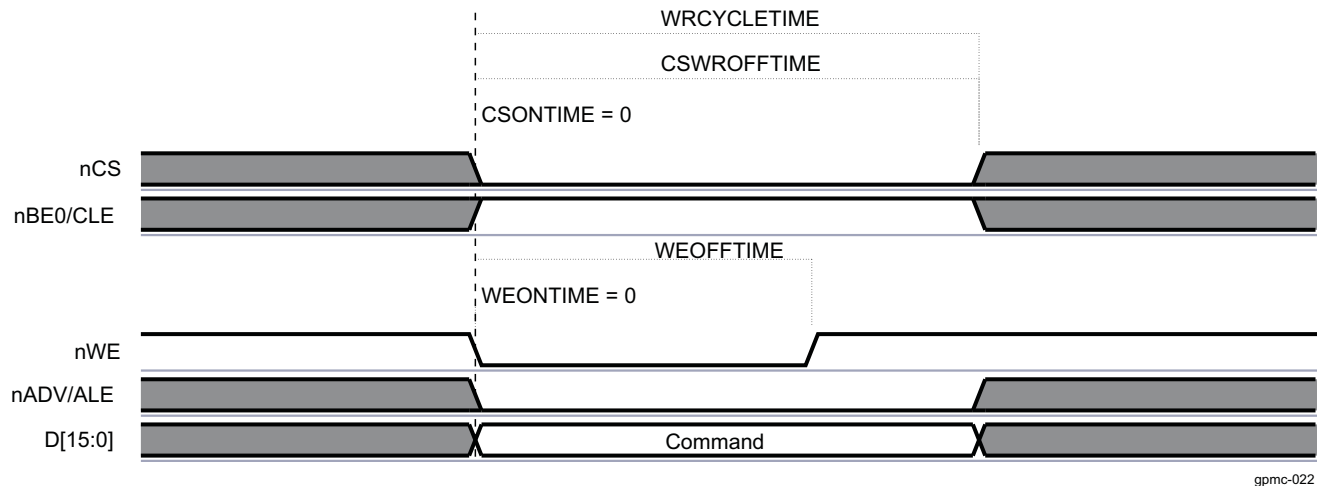 WRCYCLETIME
CSWROFFTIME
CSONTIME = 0
nCS
nBE0/CLE
WEOFFTIME
WEONTIME = 0
nWE
nADV/ALE
D[15:0] Command
gpmc-022